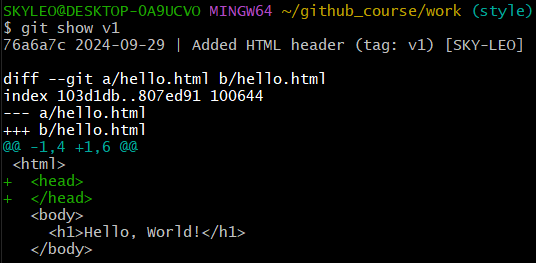 SKYLEO@DESKTOP-OA9UCVO MINGW64 ~/github_course/work (style)
$ git show v1
76a6a7c 2024-09-29 | Added HTML header (tag: v1) [SKY-LEO]

diff --git a/hello.html b/hello.html
index 103d1db..807ed91 100644
--- a/hello.html
+++ b/hello.html
@@ -1,4 +1,6 @@
 <html>
+  <head>
+  </head>
   <body>
     <h1>Hello, World!</h1>
   </body>